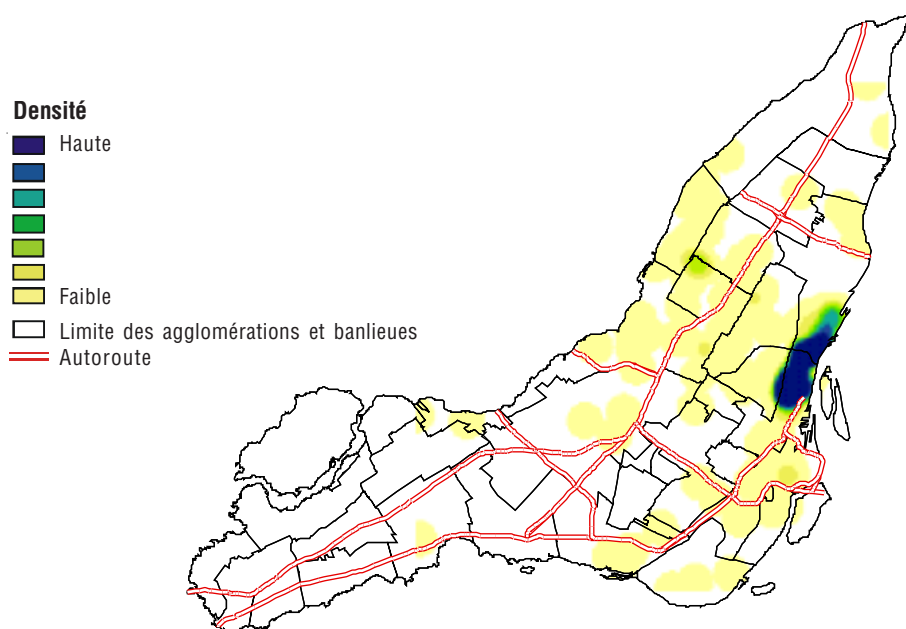 Densité
Haute
Faible
Limite des agglomérations et banlieues
Autoroute